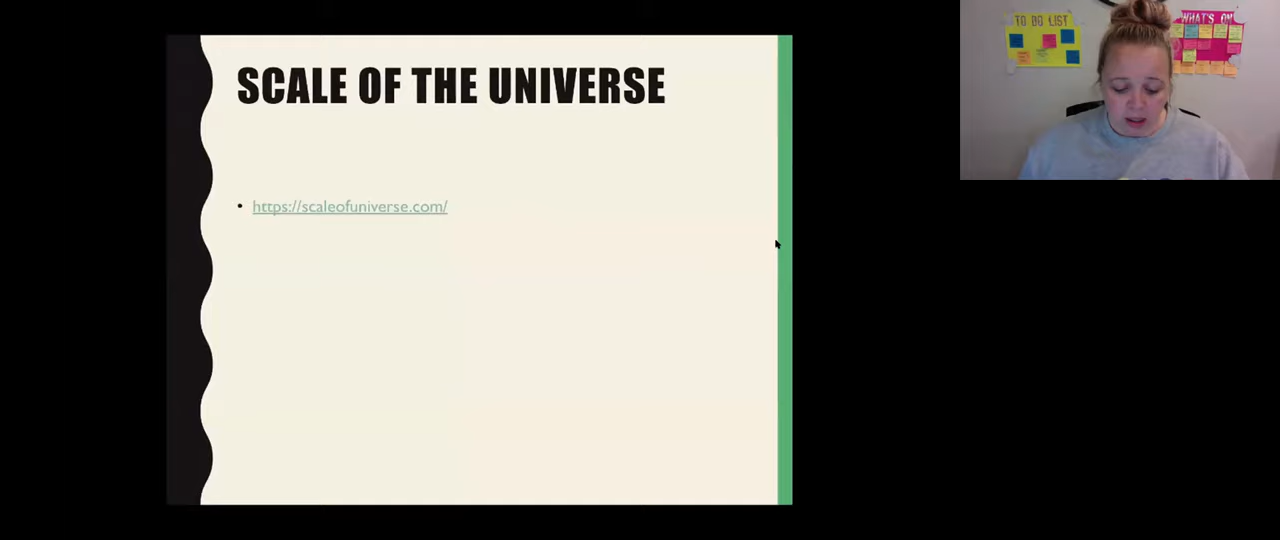 SCALE OF THE UNIVERSE
• https://scaleofuniverse.com/
TO DO LIST
WHAT'S ON